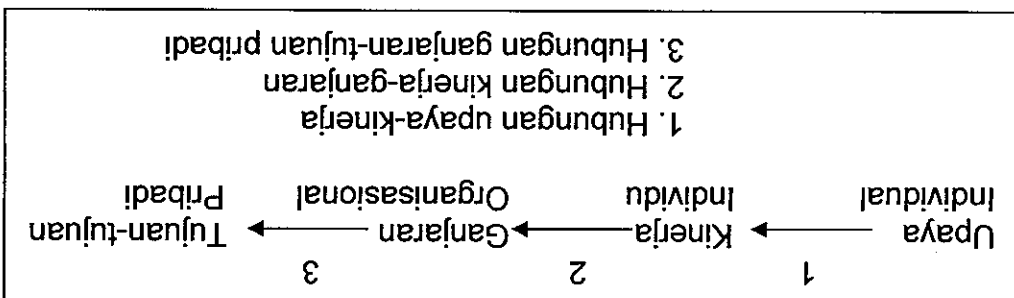 1 2 3
Upaya Kinerja Ganjaran Tujuan-tujuan
Individual Individu Organisasional Pribadi
1. Hubungan upaya-kinerja
2. Hubungan kinerja-ganjaran
3. Hubungan ganjaran-tujuan pribadi